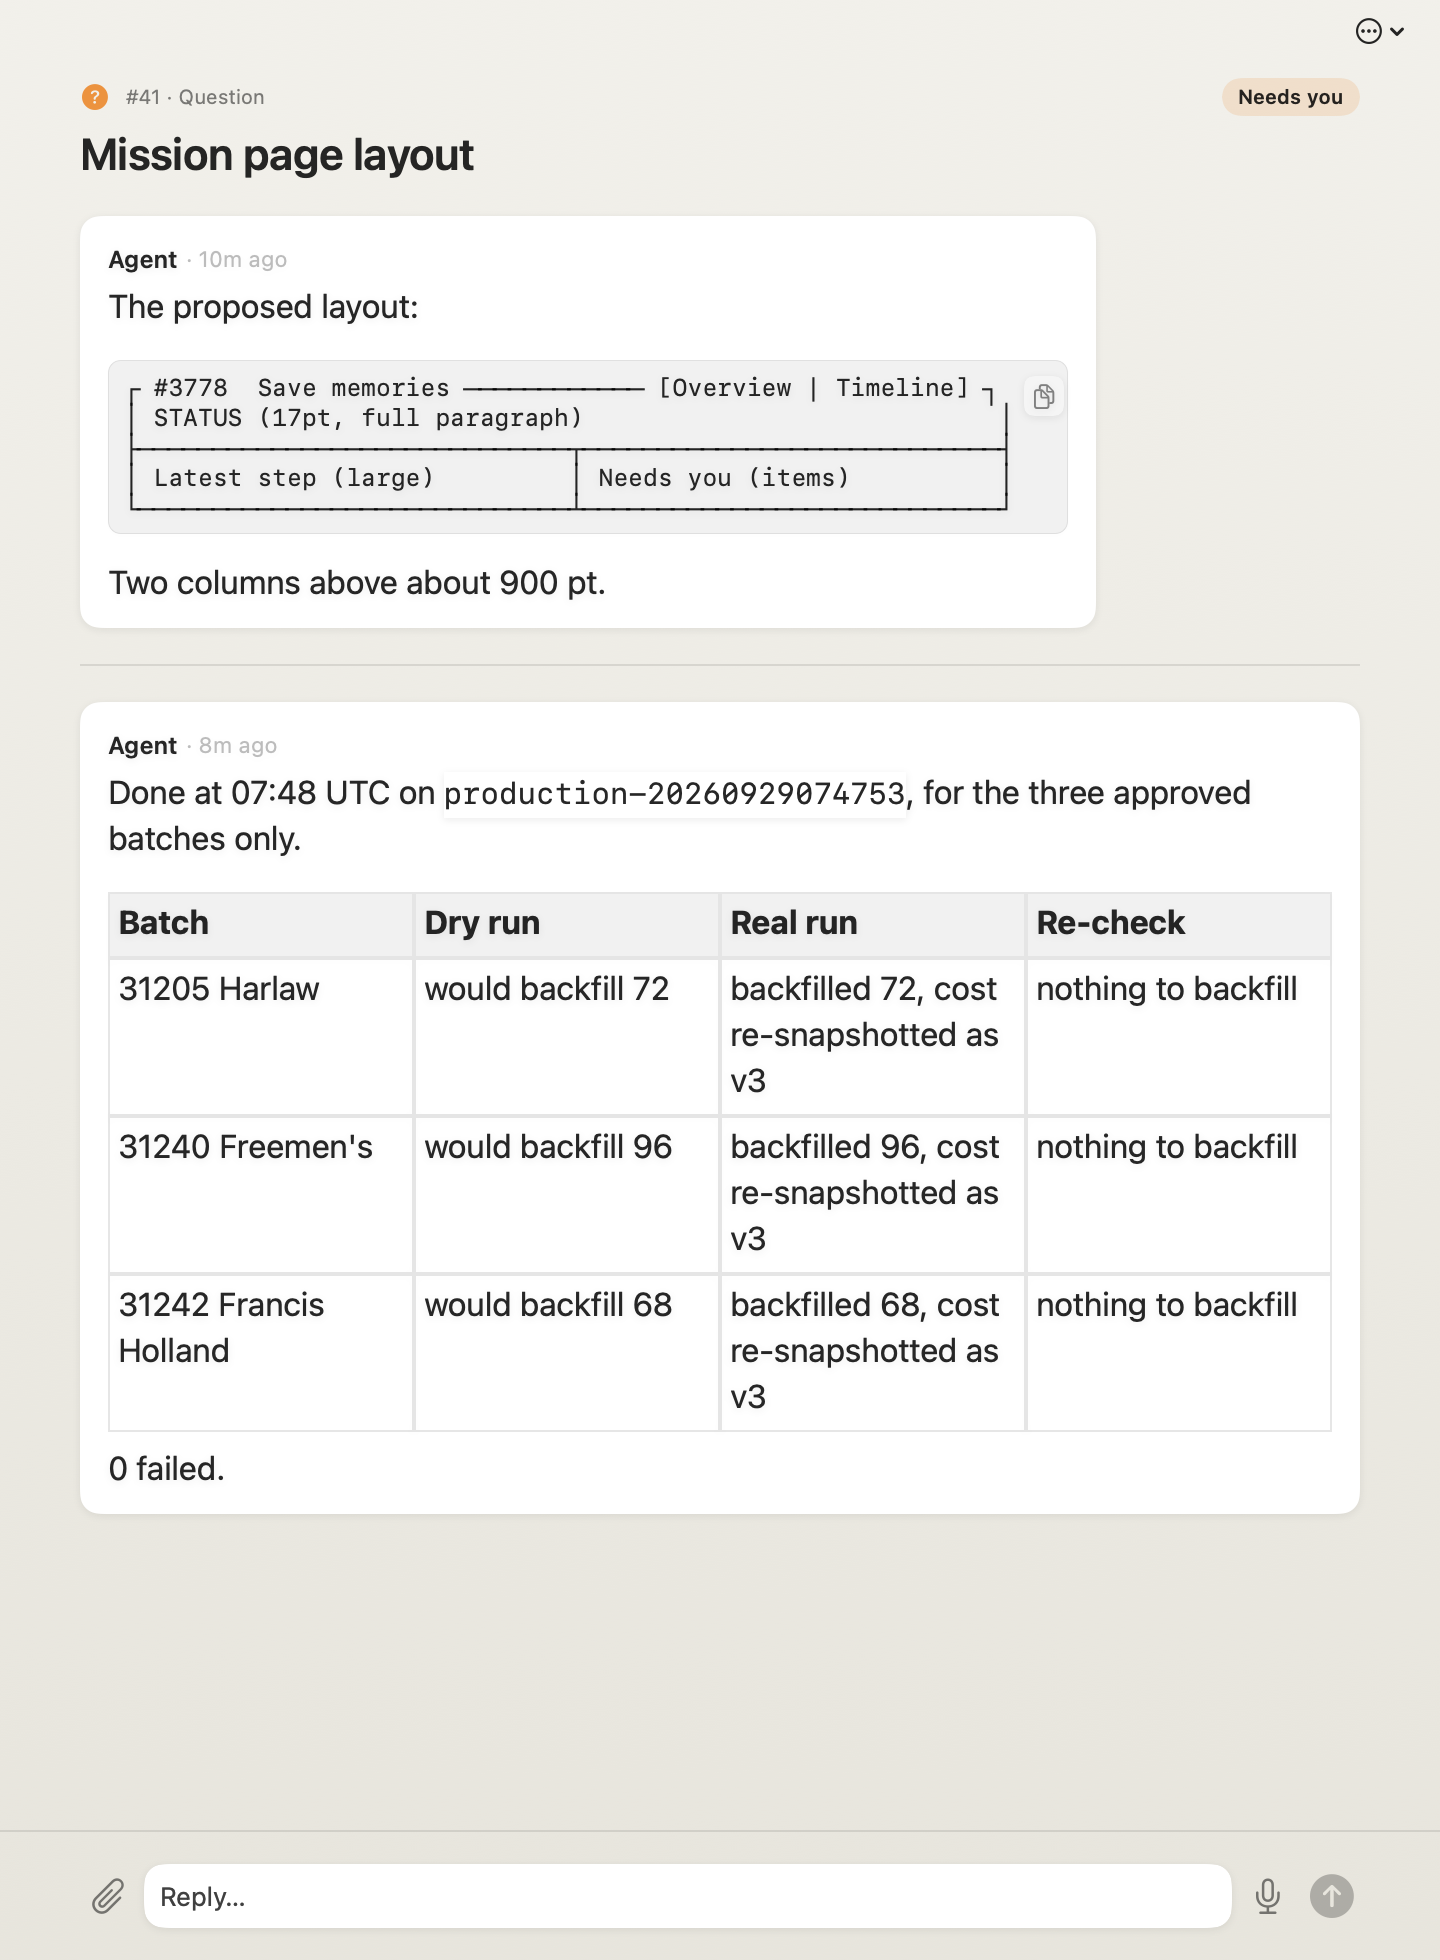 #41 · Question
Needs you
Mission page layout
Agent · 10m ago
The proposed layout:
┌ #3778  Save memories ──────────── [Overview | Timeline] ┐
│ STATUS (17pt, full paragraph)
│ Latest step (large) │ Needs you (items) │
Two columns above about 900 pt.
Agent · 8m ago
Done at 07:48 UTC on production-20260929074753, for the three approved
batches only.
Batch Dry run Real run Re-check
31205 Harlaw would backfill 72 backfilled 72, cost nothing to backfill
re-snapshotted as
v3
31240 Freemen's would backfill 96 backfilled 96, cost nothing to backfill
re-snapshotted as
v3
31242 Francis would backfill 68 backfilled 68, cost nothing to backfill
Holland re-snapshotted as
v3
0 failed.
Reply...